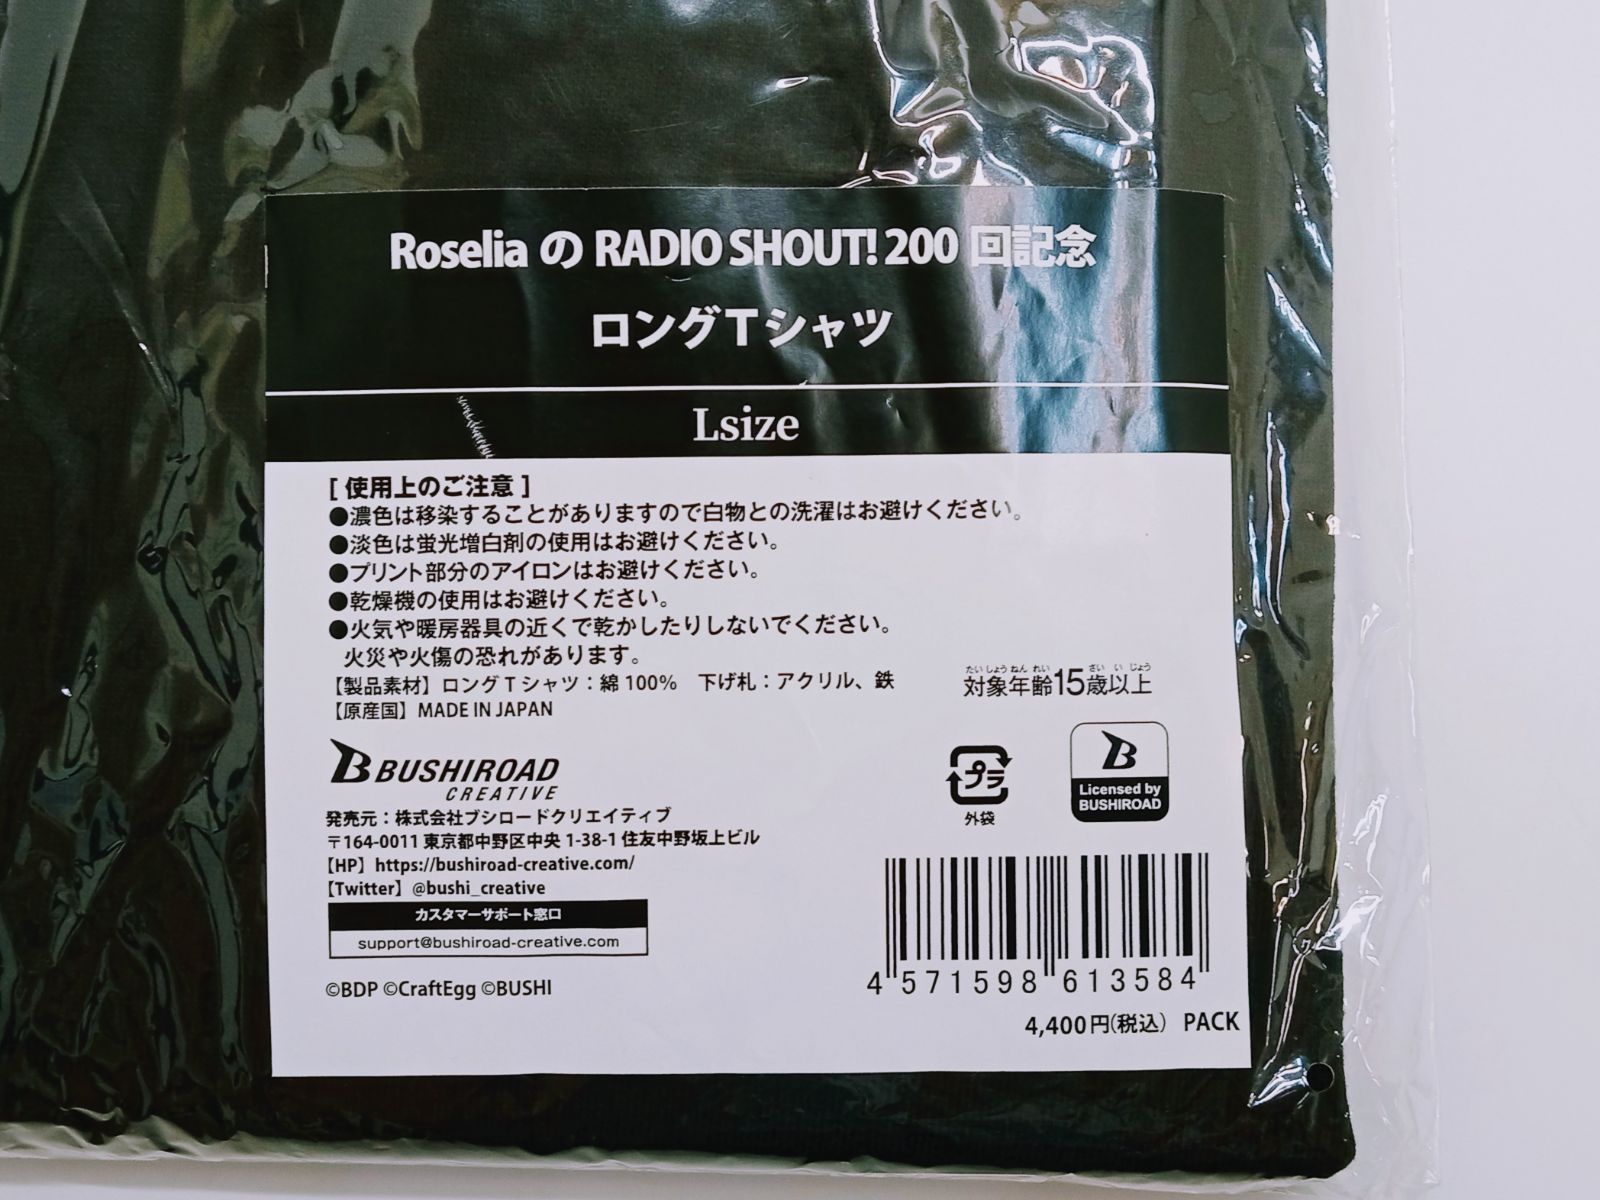 Roselia の RADIO SHOUT! 200 回記念
ロングTシャツ
Lsize
[ 使用上のご注意 ]
●濃色は移染することがありますので白物との洗濯はお避けください。
●淡色は蛍光増白剤の使用はお避けください。
●プリント部分のアイロンはお避けください。
●乾燥機の使用はお避けください。
●火気や暖房器具の近くで乾かしたりしないでください。
火災や火傷の恐れがあります。
【製品素材】ロングTシャツ：綿 100%　下げ札：アクリル、鉄
【原産国】MADE IN JAPAN
たいしょうねんれい さいいじょう
対象年齢15歳以上
B BUSHIROAD
CREATIVE
発売元：株式会社ブシロードクリエイティブ
〒164-0011 東京都中野区中央 1-38-1 住友中野坂上ビル
【HP】https://bushiroad-creative.com/
【Twitter】@bushi_creative
カスタマーサポート窓口
support@bushiroad-creative.com
©BDP ©CraftEgg ©BUSHI
プラ
外袋
B
Licensed by
BUSHIROAD
4 571598 613584
4,400円(税込) PACK